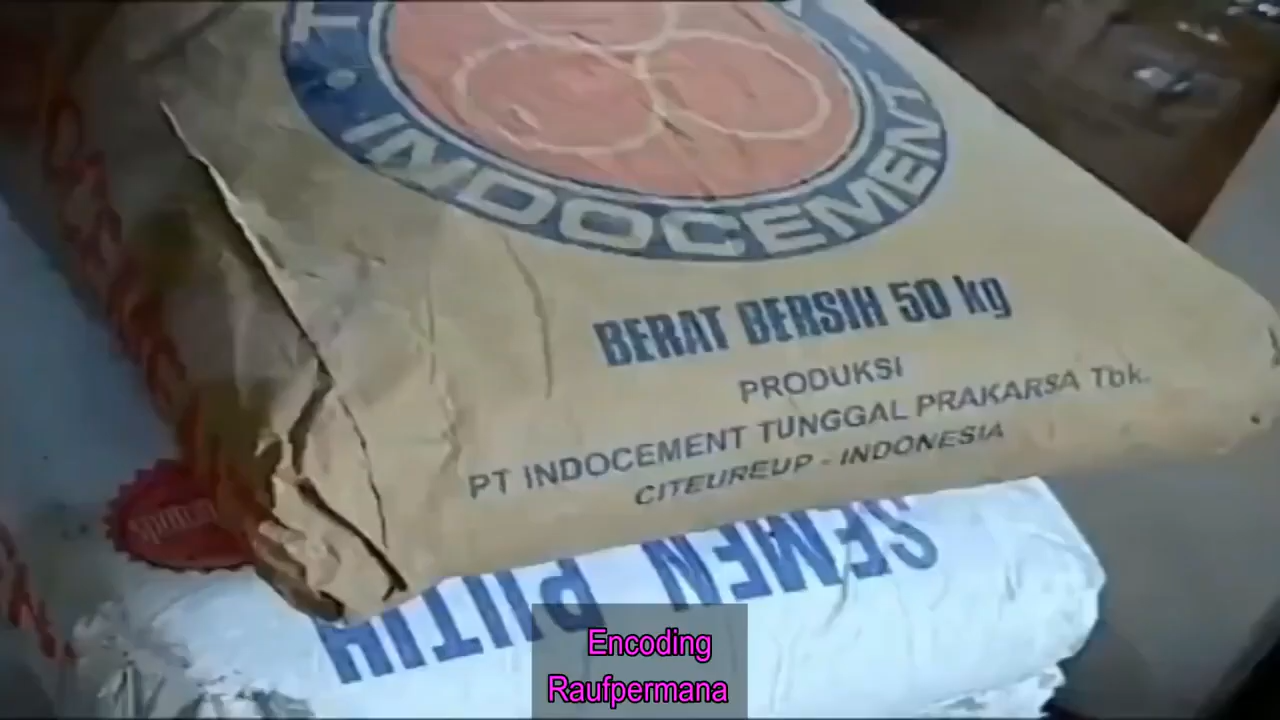 INDOCEMENT
BERAT BERSIH 50 kg
PRODUKSI
PT INDOCEMENT TUNGGAL PRAKARSA Tbk.
CITEUREUP - INDONESIA
SEMEN PUTIH
Encoding
Raufpermana